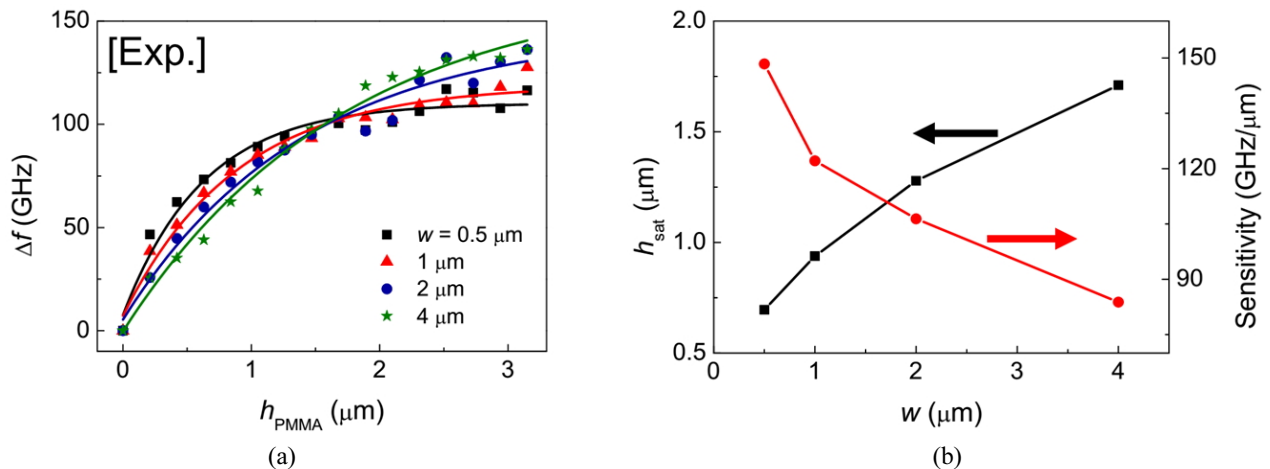 [Exp.]
150
100
50
0
Δf (GHz)
w = 0.5 μm
1 μm
2 μm
4 μm
0
1
2
3
h_PMMA (μm)
(a)
2.0
1.5
1.0
0.5
h_sat (μm)
150
120
90
Sensitivity (GHz/μm)
0
1
2
3
4
w (μm)
(b)